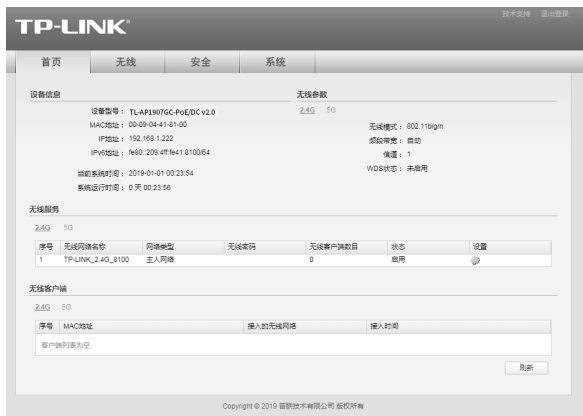 技术支持 退出登录
TP-LINK®
首页 无线 安全 系统
设备信息
设备型号： TL-AP1907GC-PoE/DC v2.0
MAC地址： 00-09-04-41-81-00
IP地址： 192.168.1.222
IPv6地址： fe80::209:4ff:fe41:8100/64
当前系统时间： 2019-01-01 00:23:54
系统运行时间： 0 天 00:23:56
无线参数
2.4G 5G
无线模式： 802.11b/g/n
频段带宽： 自动
信道： 1
WDS状态： 未启用
无线服务
2.4G 5G
序号 无线网络名称 网络类型 无线密码 无线客户端数目 状态 设置
1 TP-LINK_2.4G_8100 主人网络 0 启用
无线客户端
2.4G 5G
序号 MAC地址 接入的无线网络 接入时间
客户端列表为空
刷新
Copyright © 2019 普联技术有限公司 版权所有